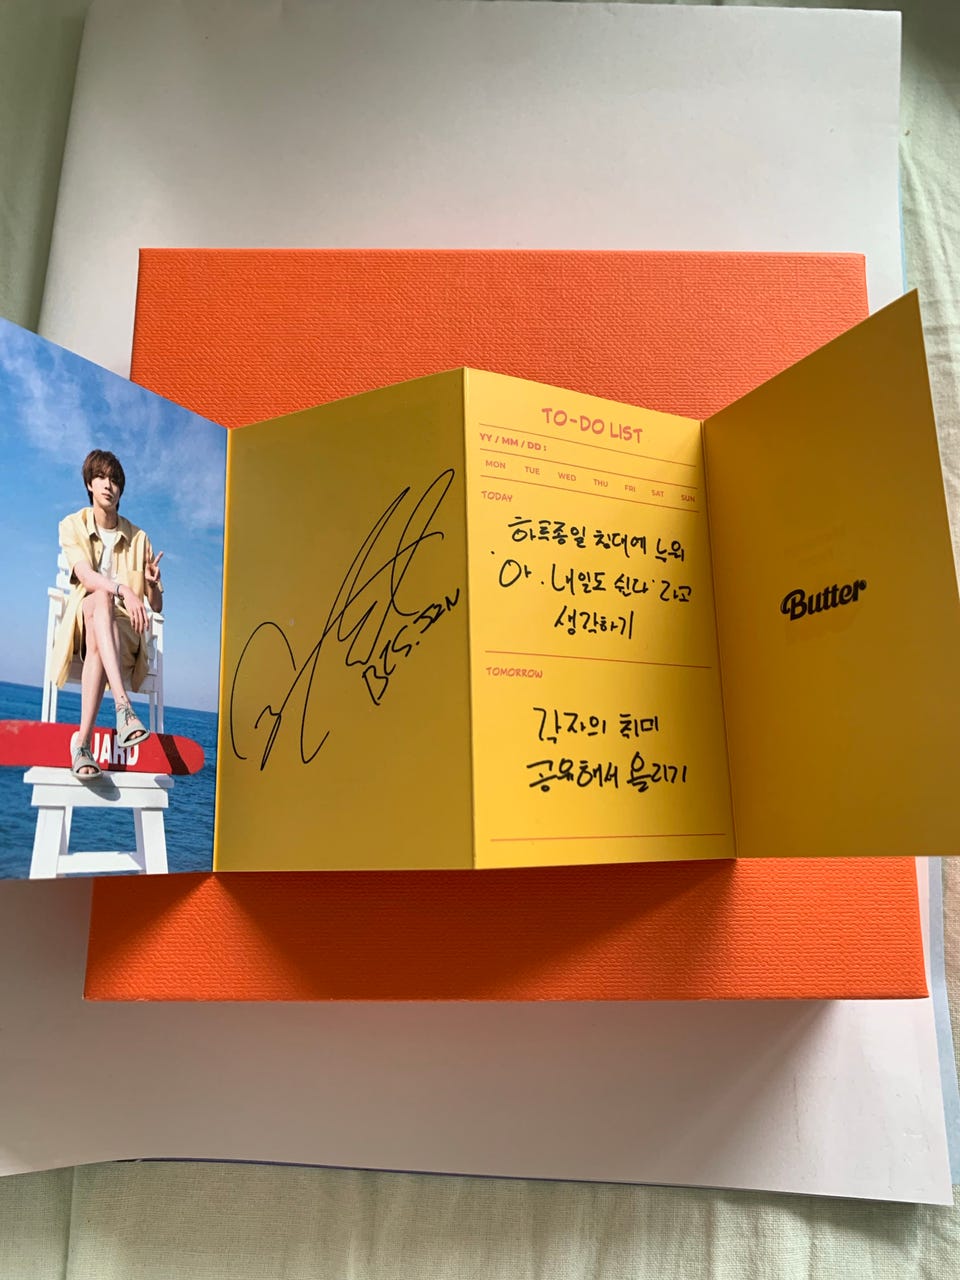 GUARD
BTS. JIN
TO-DO LIST
YY / MM / DD :
MON TUE WED THU FRI SAT SUN
TODAY
하루종일 침대에 누워
'아. 내일도 쉰다' 라고
생각하기
TOMORROW
각자의 취미
공유해서 올리기
Butter